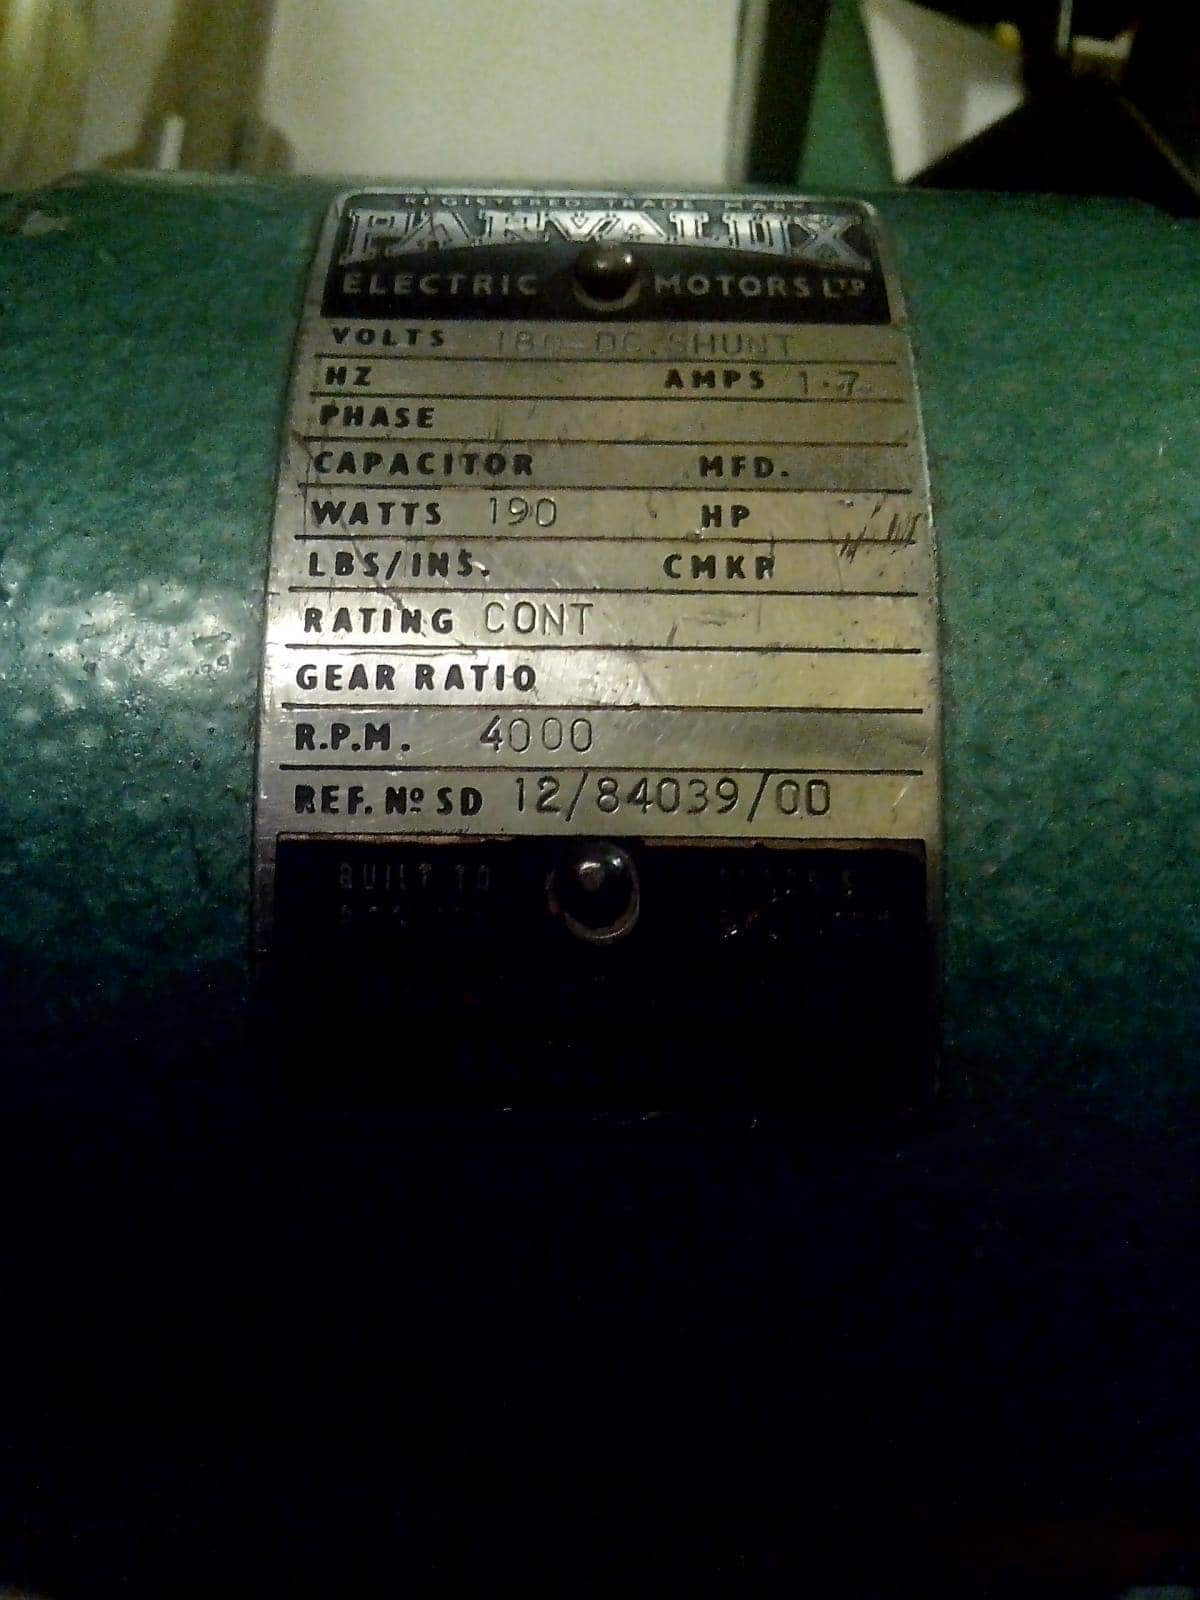 REGISTERED TRADE MARK
PARVALUX
ELECTRIC MOTORS LTD
VOLTS 180 DC. SHUNT
HZ AMPS 1.7
PHASE
CAPACITOR MFD.
WATTS 190 HP
LBS/INS. CMKP
RATING CONT
GEAR RATIO
R.P.M. 4000
REF. Nº SD 12/84039/00
BUILT TO